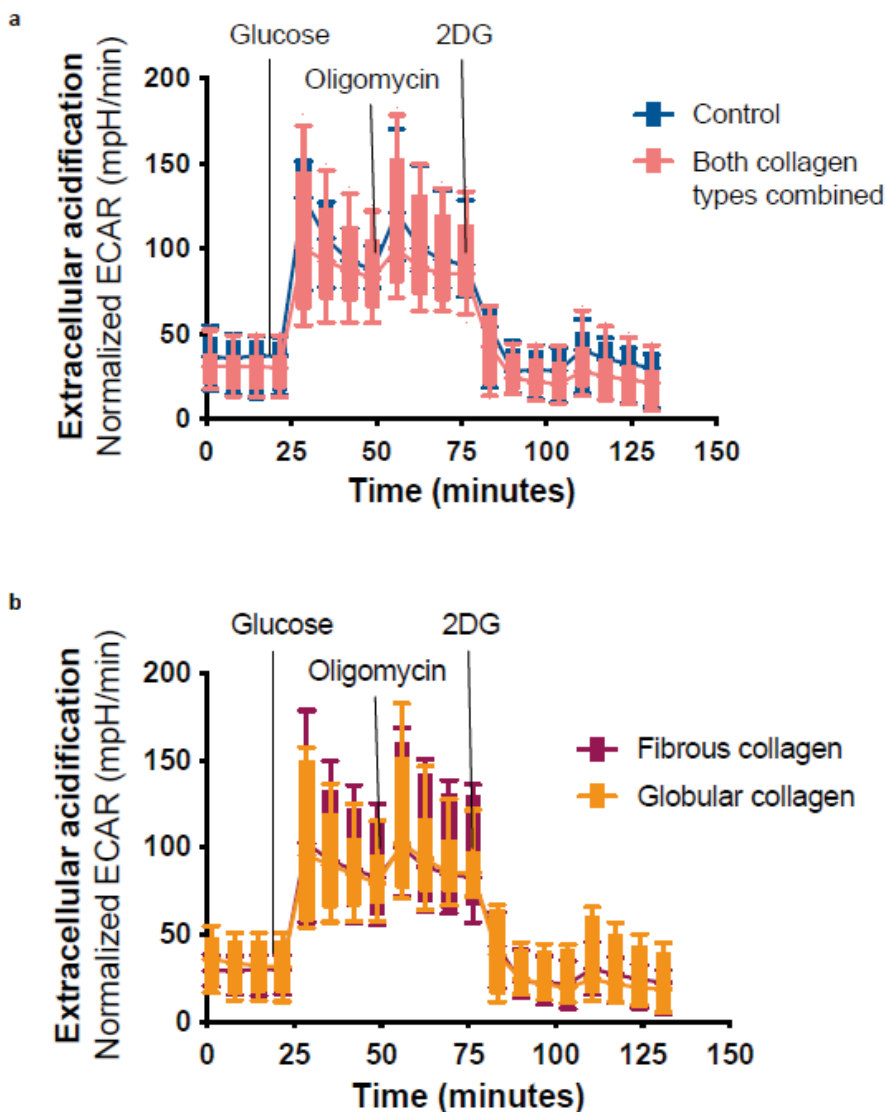 a
Glucose
2DG
Oligomycin
Extracellular acidification
Normalized ECAR (mpH/min)
200
150
100
50
0
0 25 50 75 100 125 150
Time (minutes)
Control
Both collagen
types combined
b
Glucose
2DG
Oligomycin
Extracellular acidification
Normalized ECAR (mpH/min)
200
150
100
50
0
0 25 50 75 100 125 150
Time (minutes)
Fibrous collagen
Globular collagen